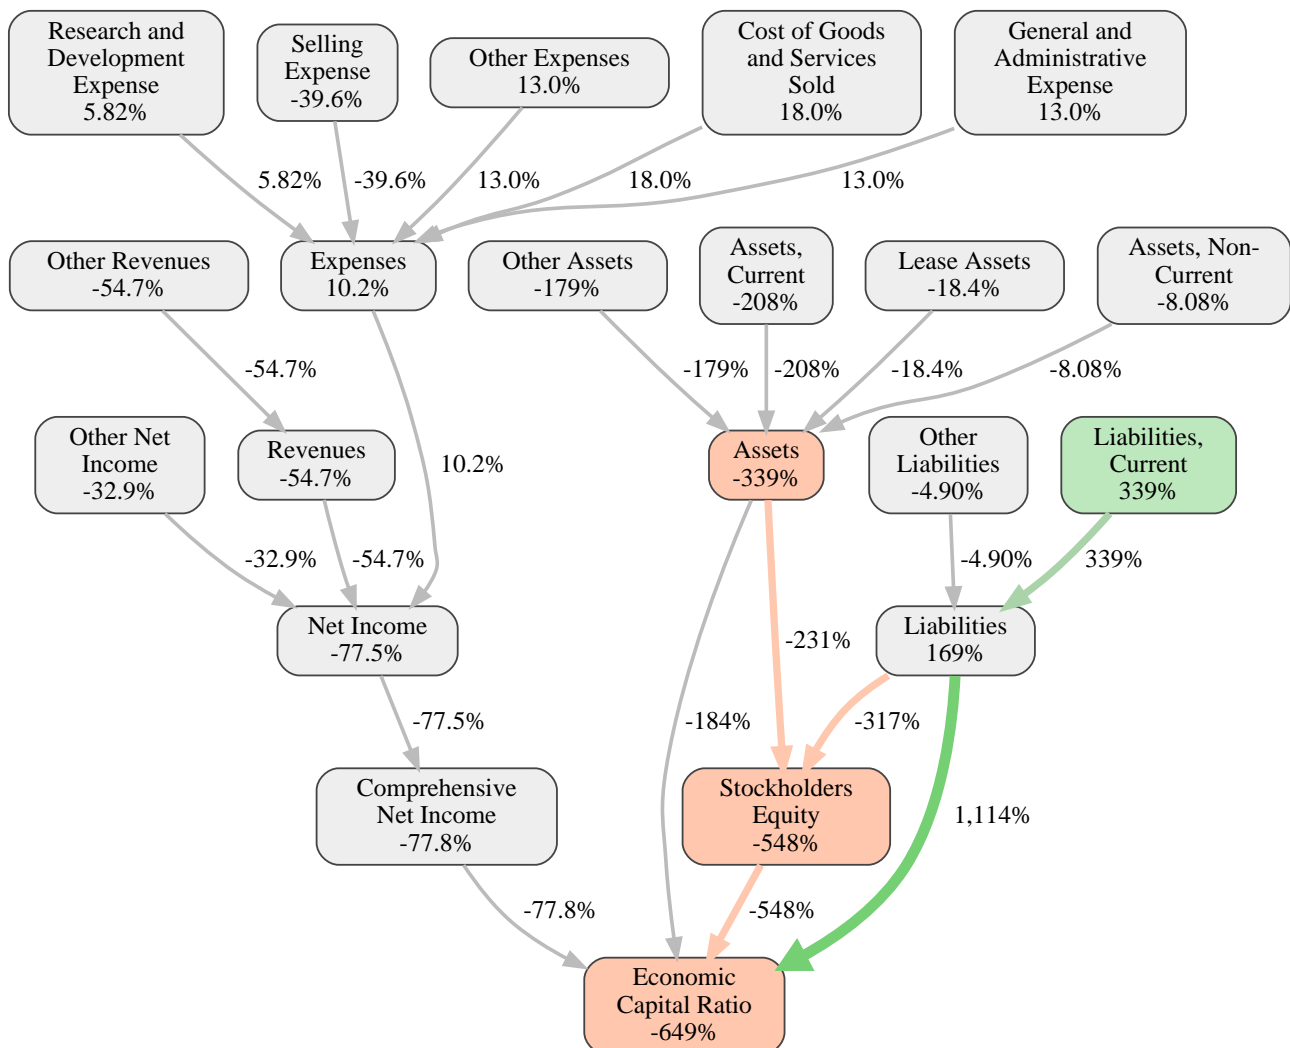 Research and
Development
Expense
5.82%
Selling
Expense
-39.6%
Other Expenses
13.0%
Cost of Goods
and Services
Sold
18.0%
General and
Administrative
Expense
13.0%
5.82%
-39.6%
13.0%
18.0%
13.0%
Other Revenues
-54.7%
Expenses
10.2%
Other Assets
-179%
Assets,
Current
-208%
Lease Assets
-18.4%
Assets, Non-
Current
-8.08%
-54.7%
-179%
-208%
-18.4%
-8.08%
Other Net
Income
-32.9%
Revenues
-54.7%
10.2%
Assets
-339%
Other
Liabilities
-4.90%
Liabilities,
Current
339%
-32.9%
-54.7%
-4.90%
339%
Net Income
-77.5%
-231%
Liabilities
169%
-77.5%
-184%
-317%
Comprehensive
Net Income
-77.8%
Stockholders
Equity
-548%
1,114%
-77.8%
-548%
Economic
Capital Ratio
-649%